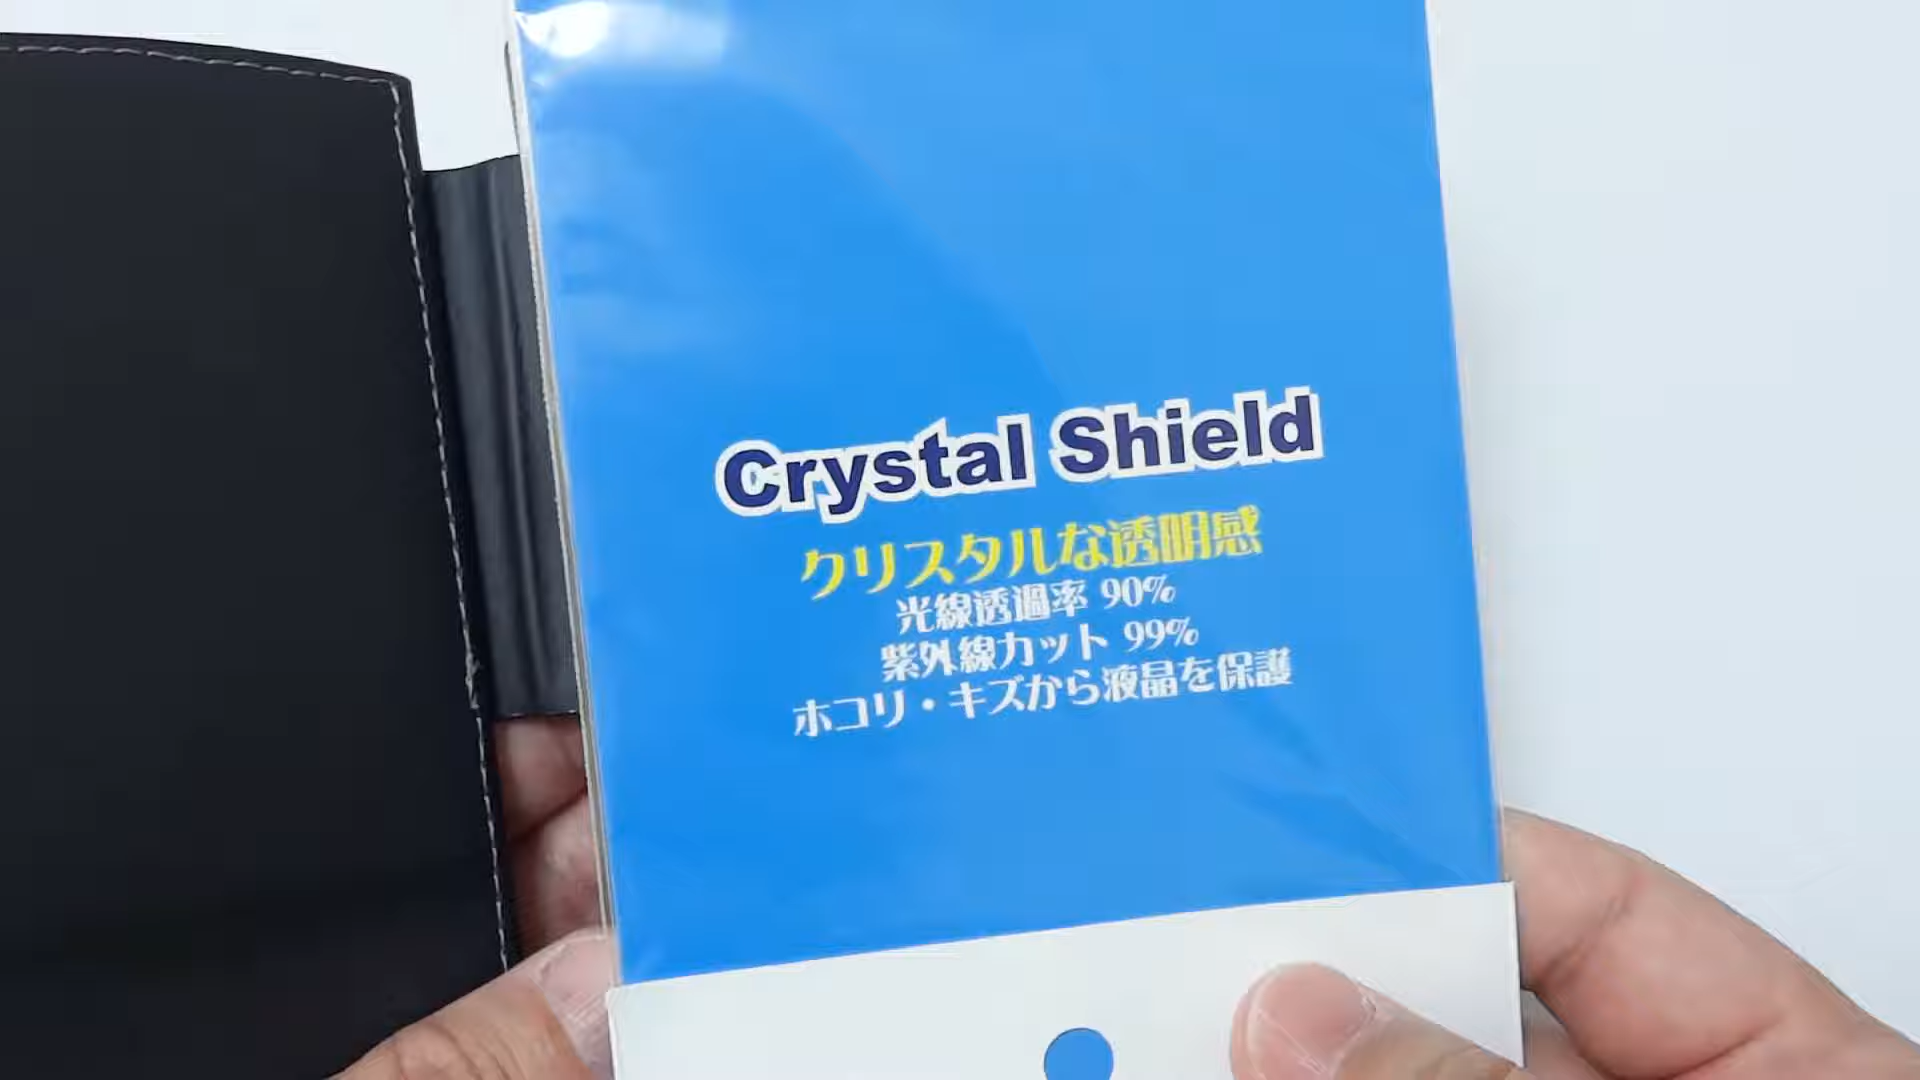 Crystal Shield
クリスタルな透明感
光線透過率 90%
紫外線カット 99%
ホコリ・キズから液晶を保護